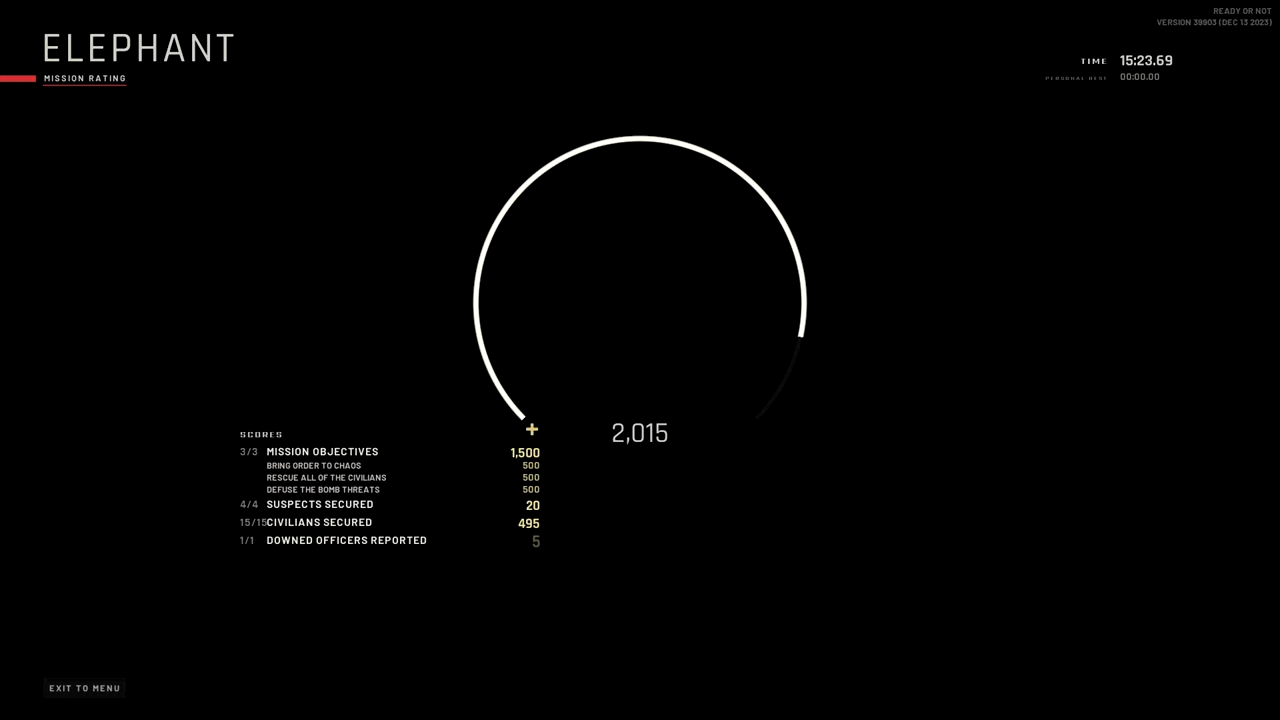 READY OR NOT
VERSION 39903 (DEC 13 2023)
ELEPHANT
MISSION RATING
TIME 15:23.69
PERSONAL BEST 00:00.00
2,015
SCORES +
3/3 MISSION OBJECTIVES 1,500
BRING ORDER TO CHAOS 500
RESCUE ALL OF THE CIVILIANS 500
DEFUSE THE BOMB THREATS 500
4/4 SUSPECTS SECURED 20
15/15 CIVILIANS SECURED 495
1/1 DOWNED OFFICERS REPORTED 5
EXIT TO MENU